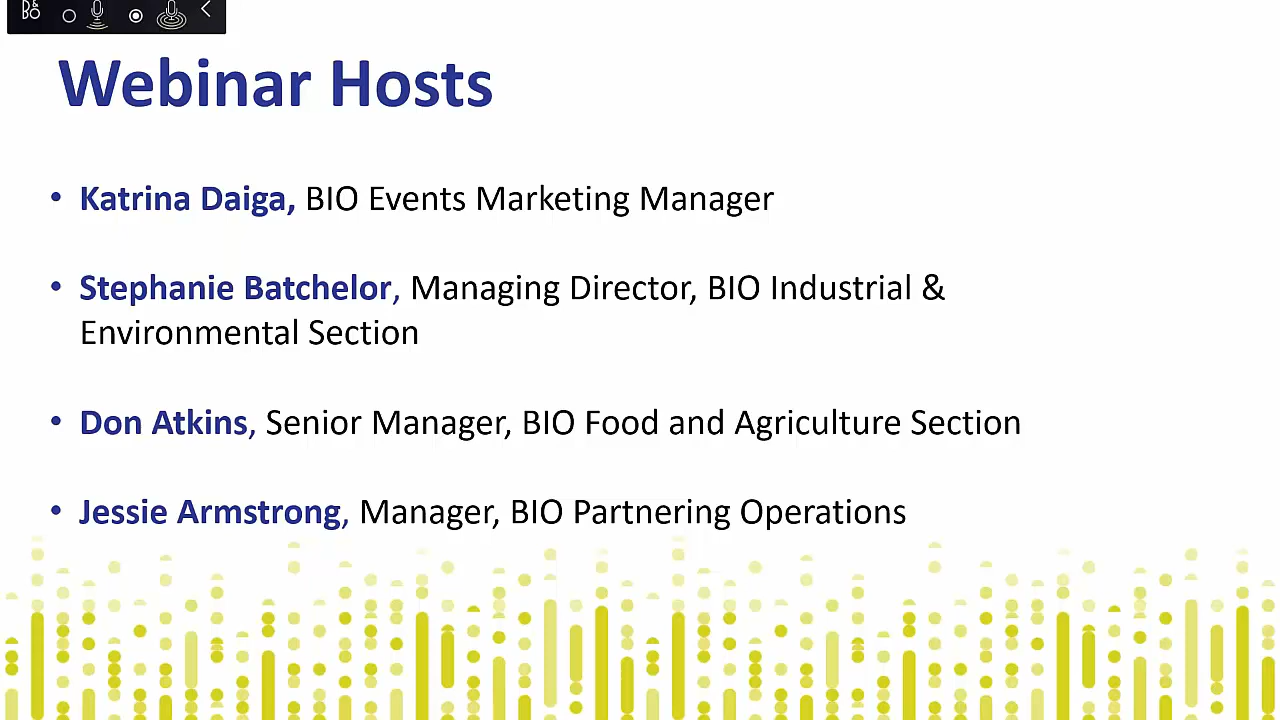 B&O
Webinar Hosts
• Katrina Daiga, BIO Events Marketing Manager
• Stephanie Batchelor, Managing Director, BIO Industrial &
Environmental Section
• Don Atkins, Senior Manager, BIO Food and Agriculture Section
• Jessie Armstrong, Manager, BIO Partnering Operations